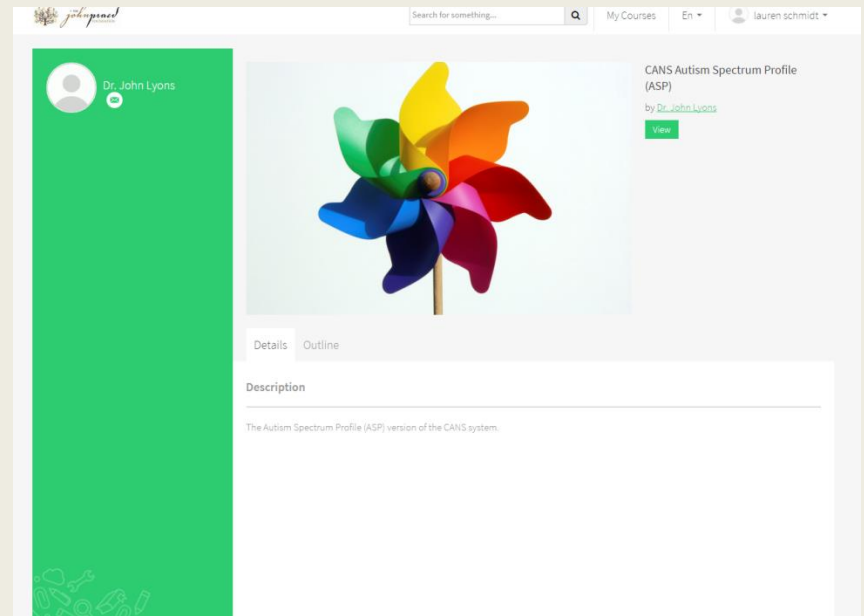 Search for something...
My Courses
En
lauren schmidt
Dr. John Lyons
CANS Autism Spectrum Profile
(ASP)
by Dr. John Lyons
View
Details
Outline
Description
The Autism Spectrum Profile (ASP) version of the CANS system.